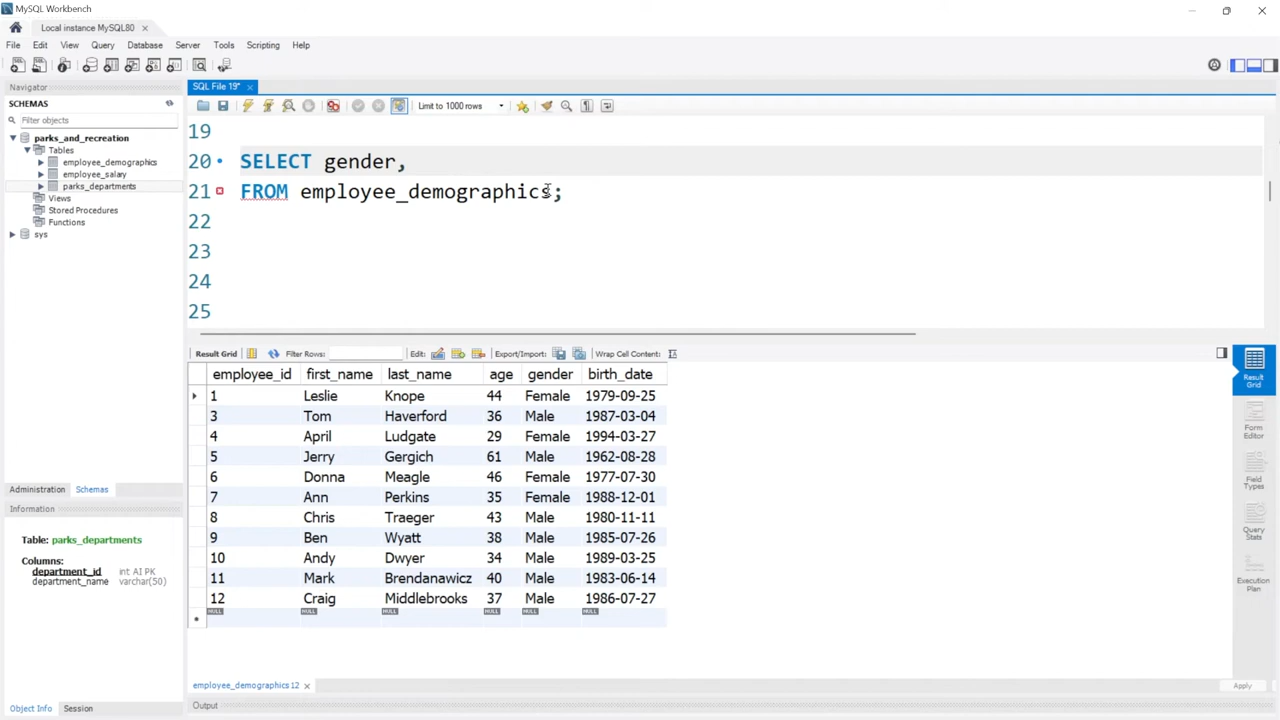 MySQL Workbench
Local instance MySQL80
File Edit View Query Database Server Tools Scripting Help
Navigator
SCHEMAS
Filter objects
parks_and_recreation
Tables
employee_demographics
employee_salary
parks_departments
Views
Stored Procedures
Functions
sys
Administration Schemas
Information
Table: parks_departments
Columns:
department_id int AI PK
department_name varchar(50)
Object Info Session
SQL File 19*
Limit to 1000 rows
19
20 SELECT gender,
21 FROM employee_demographics;
22
23
24
25
Result Grid Filter Rows: Edit: Export/Import: Wrap Cell Content:
employee_id first_name last_name age gender birth_date
1 Leslie Knope 44 Female 1979-09-25
3 Tom Haverford 36 Male 1987-03-04
4 April Ludgate 29 Female 1994-03-27
5 Jerry Gergich 61 Male 1962-08-28
6 Donna Meagle 46 Female 1977-07-30
7 Ann Perkins 35 Female 1988-12-01
8 Chris Traeger 43 Male 1980-11-11
9 Ben Wyatt 38 Male 1985-07-26
10 Andy Dwyer 34 Male 1989-03-25
11 Mark Brendanawicz 40 Male 1983-06-14
12 Craig Middlebrooks 37 Male 1986-07-27
NULL NULL NULL NULL NULL NULL
Result
Grid
Form
Editor
Field
Types
Query
Stats
Execution
Plan
employee_demographics 12
Apply
Output